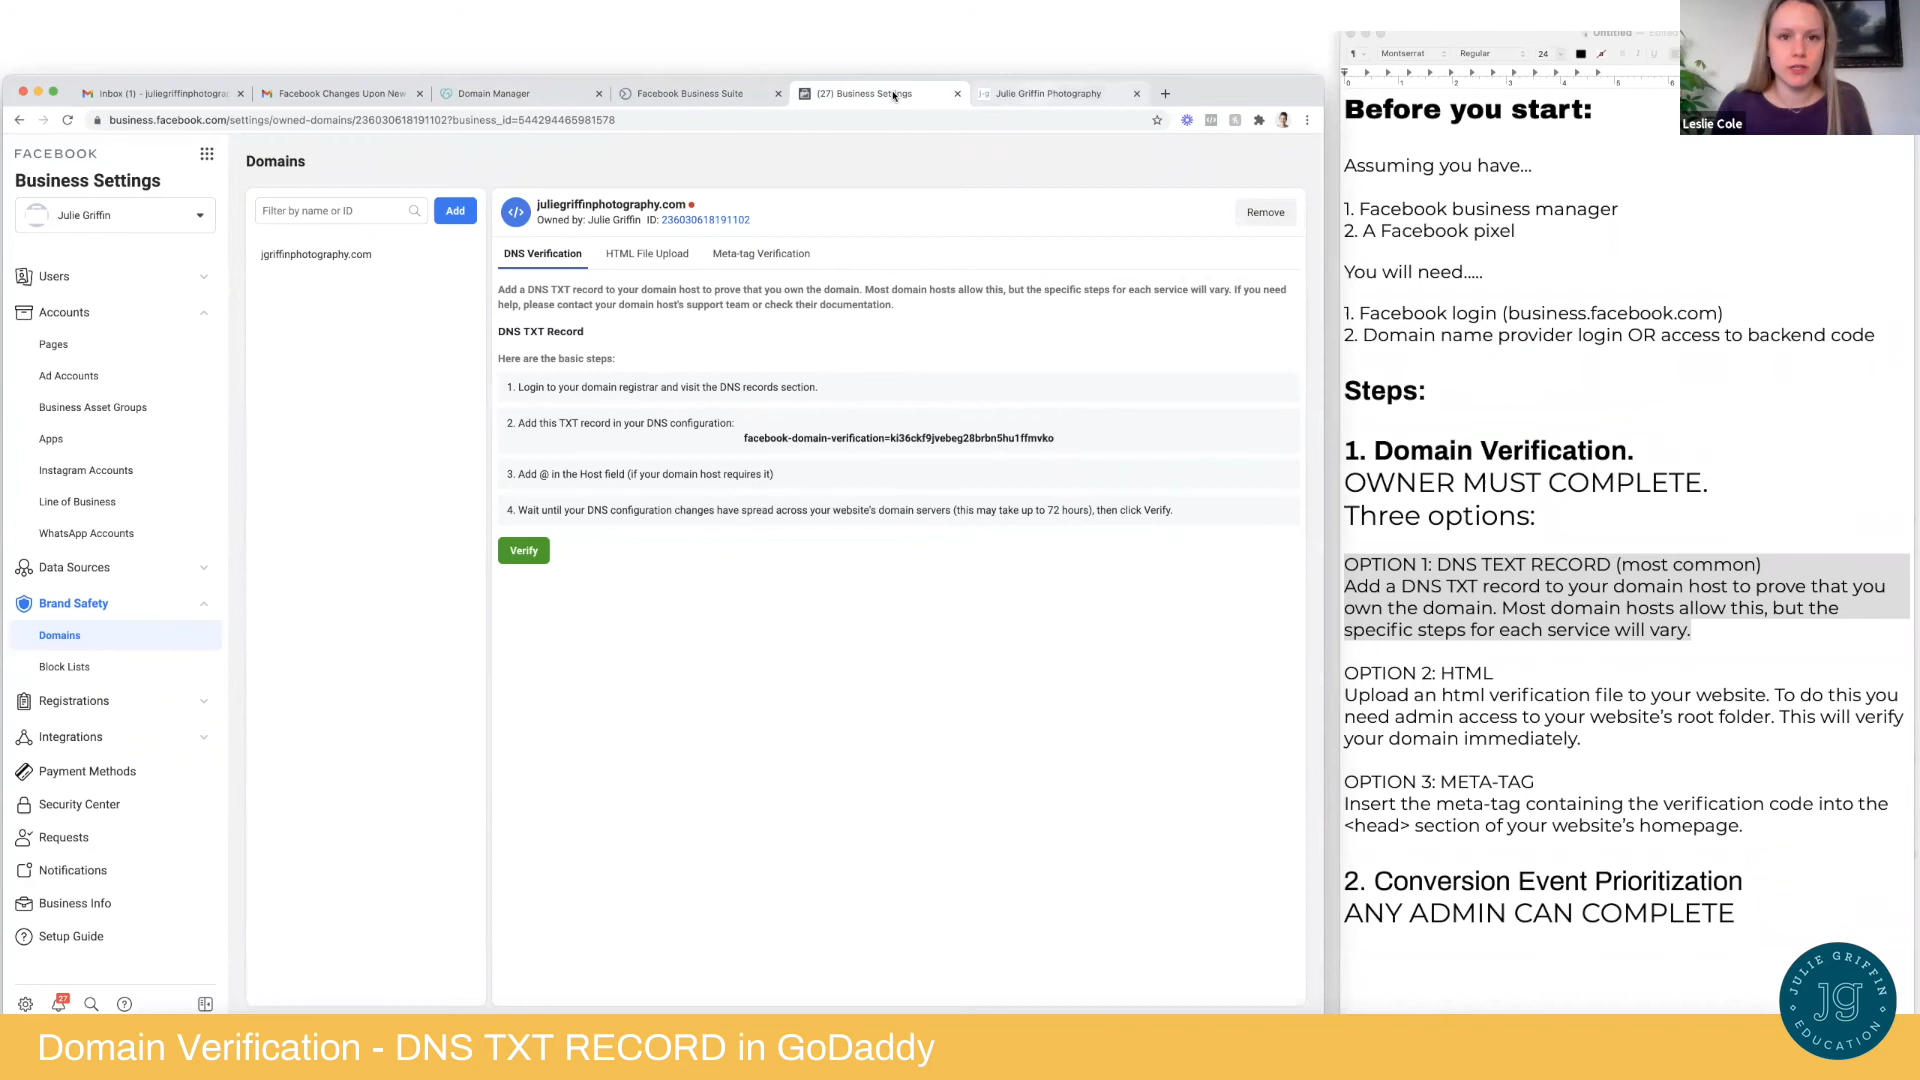 Inbox (1) - juliegriffinphotogra
Facebook Changes Upon New
Domain Manager
Facebook Business Suite
(27) Business Settings
Julie Griffin Photography
business.facebook.com/settings/owned-domains/236030618191102?business_id=544294465981578
FACEBOOK
Business Settings
Julie Griffin
Users
Accounts
Pages
Ad Accounts
Business Asset Groups
Apps
Instagram Accounts
Line of Business
WhatsApp Accounts
Data Sources
Brand Safety
Domains
Block Lists
Registrations
Integrations
Payment Methods
Security Center
Requests
Notifications
Business Info
Setup Guide
27
Domains
Filter by name or ID
Add
jgriffinphotography.com
juliegriffinphotography.com
Owned by: Julie Griffin ID: 236030618191102
Remove
DNS Verification
HTML File Upload
Meta-tag Verification
Add a DNS TXT record to your domain host to prove that you own the domain. Most domain hosts allow this, but the specific steps for each service will vary. If you need
help, please contact your domain host's support team or check their documentation.
DNS TXT Record
Here are the basic steps:
1. Login to your domain registrar and visit the DNS records section.
2. Add this TXT record in your DNS configuration:
facebook-domain-verification=ki36ckf9jvebeg28brbn5hu1ffmvko
3. Add @ in the Host field (if your domain host requires it)
4. Wait until your DNS configuration changes have spread across your website's domain servers (this may take up to 72 hours), then click Verify.
Verify
Untitled — Edited
Montserrat
Regular
24
0 1 2 3 4 5 6
Leslie Cole
Before you start:
Assuming you have...
1. Facebook business manager
2. A Facebook pixel
You will need.....
1. Facebook login (business.facebook.com)
2. Domain name provider login OR access to backend code
Steps:
1. Domain Verification.
OWNER MUST COMPLETE.
Three options:
OPTION 1: DNS TEXT RECORD (most common)
Add a DNS TXT record to your domain host to prove that you
own the domain. Most domain hosts allow this, but the
specific steps for each service will vary.
OPTION 2: HTML
Upload an html verification file to your website. To do this you
need admin access to your website's root folder. This will verify
your domain immediately.
OPTION 3: META-TAG
Insert the meta-tag containing the verification code into the
<head> section of your website's homepage.
2. Conversion Event Prioritization
ANY ADMIN CAN COMPLETE
JULIE GRIFFIN
jg
EDUCATION
Domain Verification - DNS TXT RECORD in GoDaddy